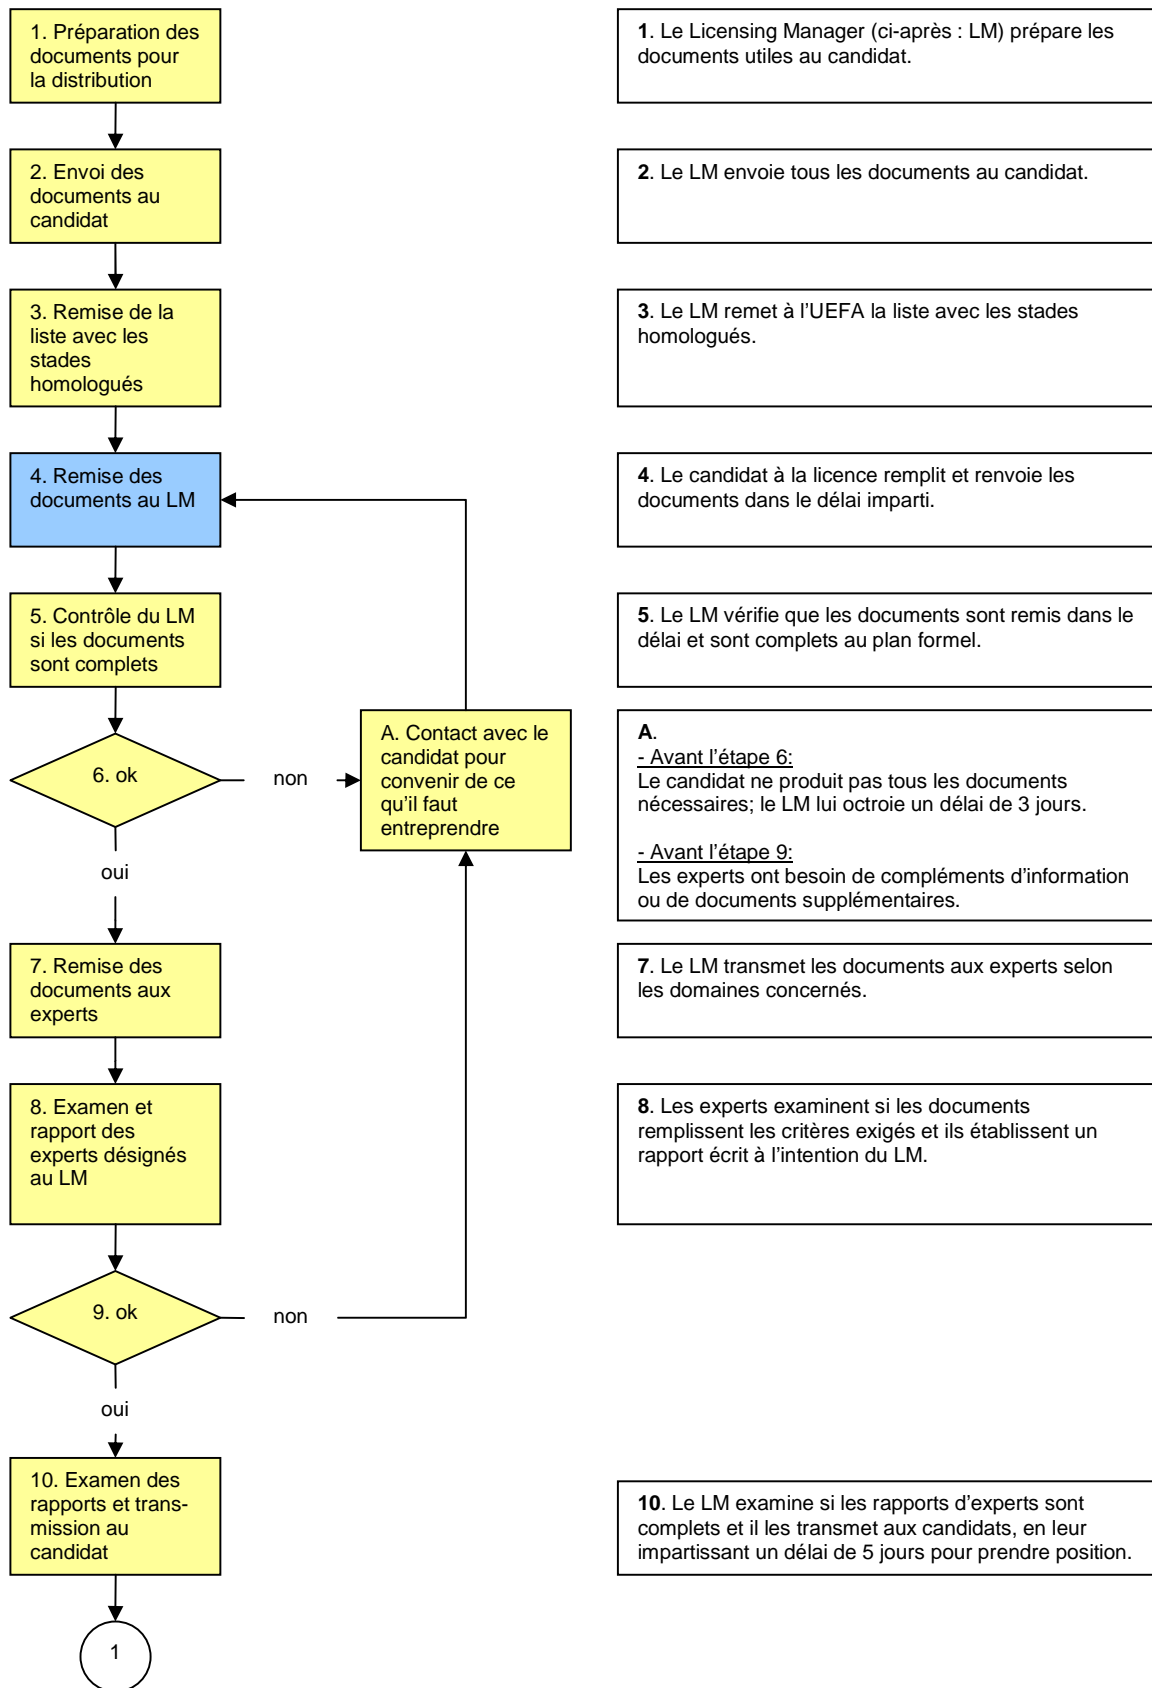 1. Préparation des
documents pour
la distribution
1. Le Licensing Manager (ci-après : LM) prépare les
documents utiles au candidat.
2. Envoi des
documents au
candidat
2. Le LM envoie tous les documents au candidat.
3. Remise de la
liste avec les
stades
homologués
3. Le LM remet à l’UEFA la liste avec les stades
homologués.
4. Remise des
documents au LM
4. Le candidat à la licence remplit et renvoie les
documents dans le délai imparti.
5. Contrôle du LM
si les documents
sont complets
5. Le LM vérifie que les documents sont remis dans le
délai et sont complets au plan formel.
6. ok
non
oui
A. Contact avec le
candidat pour
convenir de ce
qu’il faut
entreprendre
A.
- Avant l’étape 6:
Le candidat ne produit pas tous les documents
nécessaires; le LM lui octroie un délai de 3 jours.
- Avant l’étape 9:
Les experts ont besoin de compléments d’information
ou de documents supplémentaires.
7. Remise des
documents aux
experts
7. Le LM transmet les documents aux experts selon
les domaines concernés.
8. Examen et
rapport des
experts désignés
au LM
8. Les experts examinent si les documents
remplissent les critères exigés et ils établissent un
rapport écrit à l’intention du LM.
9. ok
non
oui
10. Examen des
rapports et trans-
mission au
candidat
10. Le LM examine si les rapports d’experts sont
complets et il les transmet aux candidats, en leur
impartissant un délai de 5 jours pour prendre position.
1